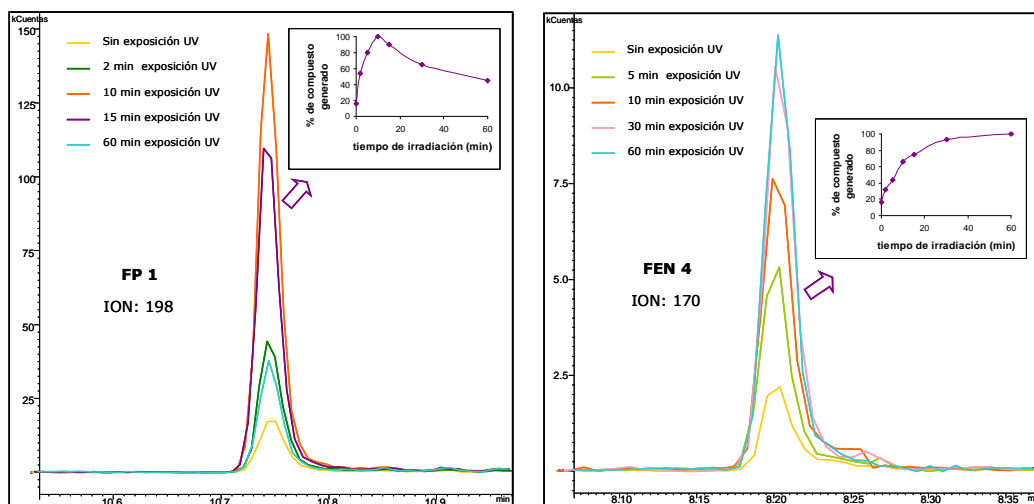 kCuentas
150
125
100
75
50
25
Sin exposición UV
2 min exposición UV
10 min exposición UV
15 min exposición UV
60 min exposición UV
% de compuesto
generado
100
80
60
40
20
0
0 20 40 60
tiempo de irradiación (min)
FP 1
ION: 198
10.6 10.7 10.8 10.9 min
kCuentas
10.0
7.5
5.0
2.5
Sin exposición UV
5 min exposición UV
10 min exposición UV
30 min exposición UV
60 min exposición UV
% de compuesto
generado
100
80
60
40
20
0
0 20 40 60
tiempo de irradiación (min)
FEN 4
ION: 170
8.10 8.15 8.20 8.25 8.30 8.35